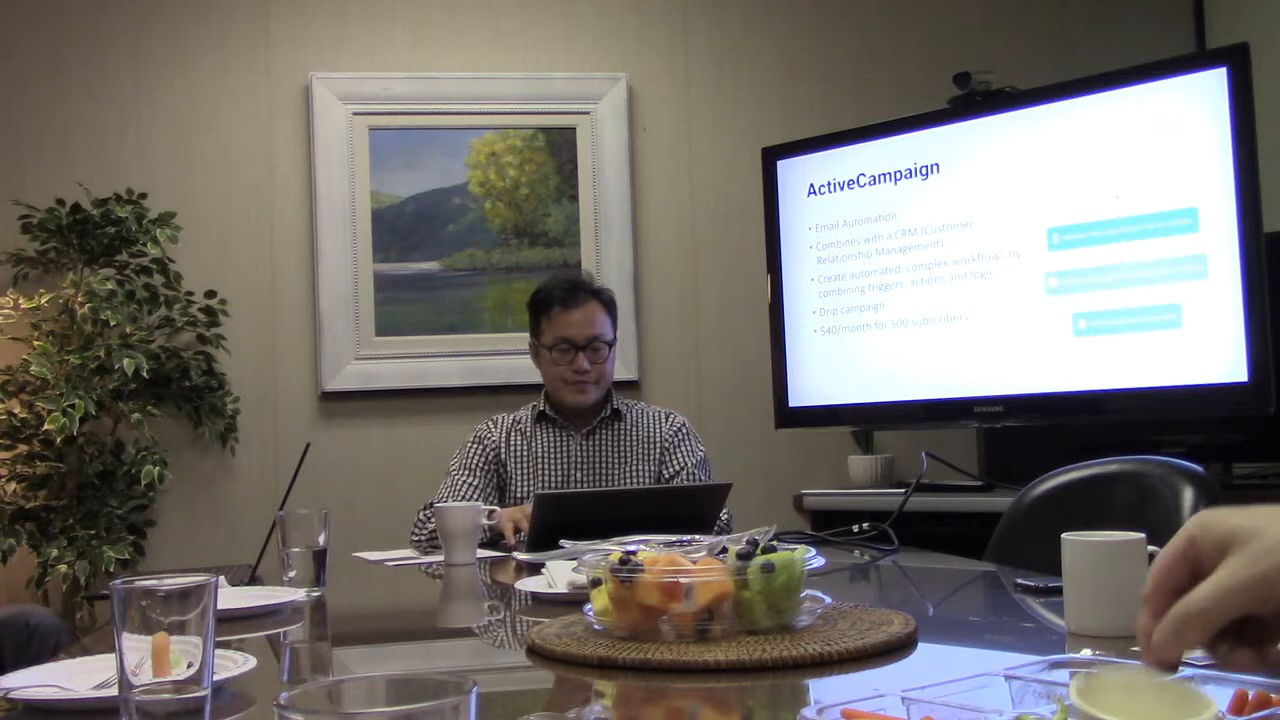 ActiveCampaign
• Email Automation
• Combines with a CRM (Customer
Relationship Management)
• Create automated, complex workflows by
combining triggers, actions and logic
• Drip campaign
• $40/month for 500 subscribers
SAMSUNG